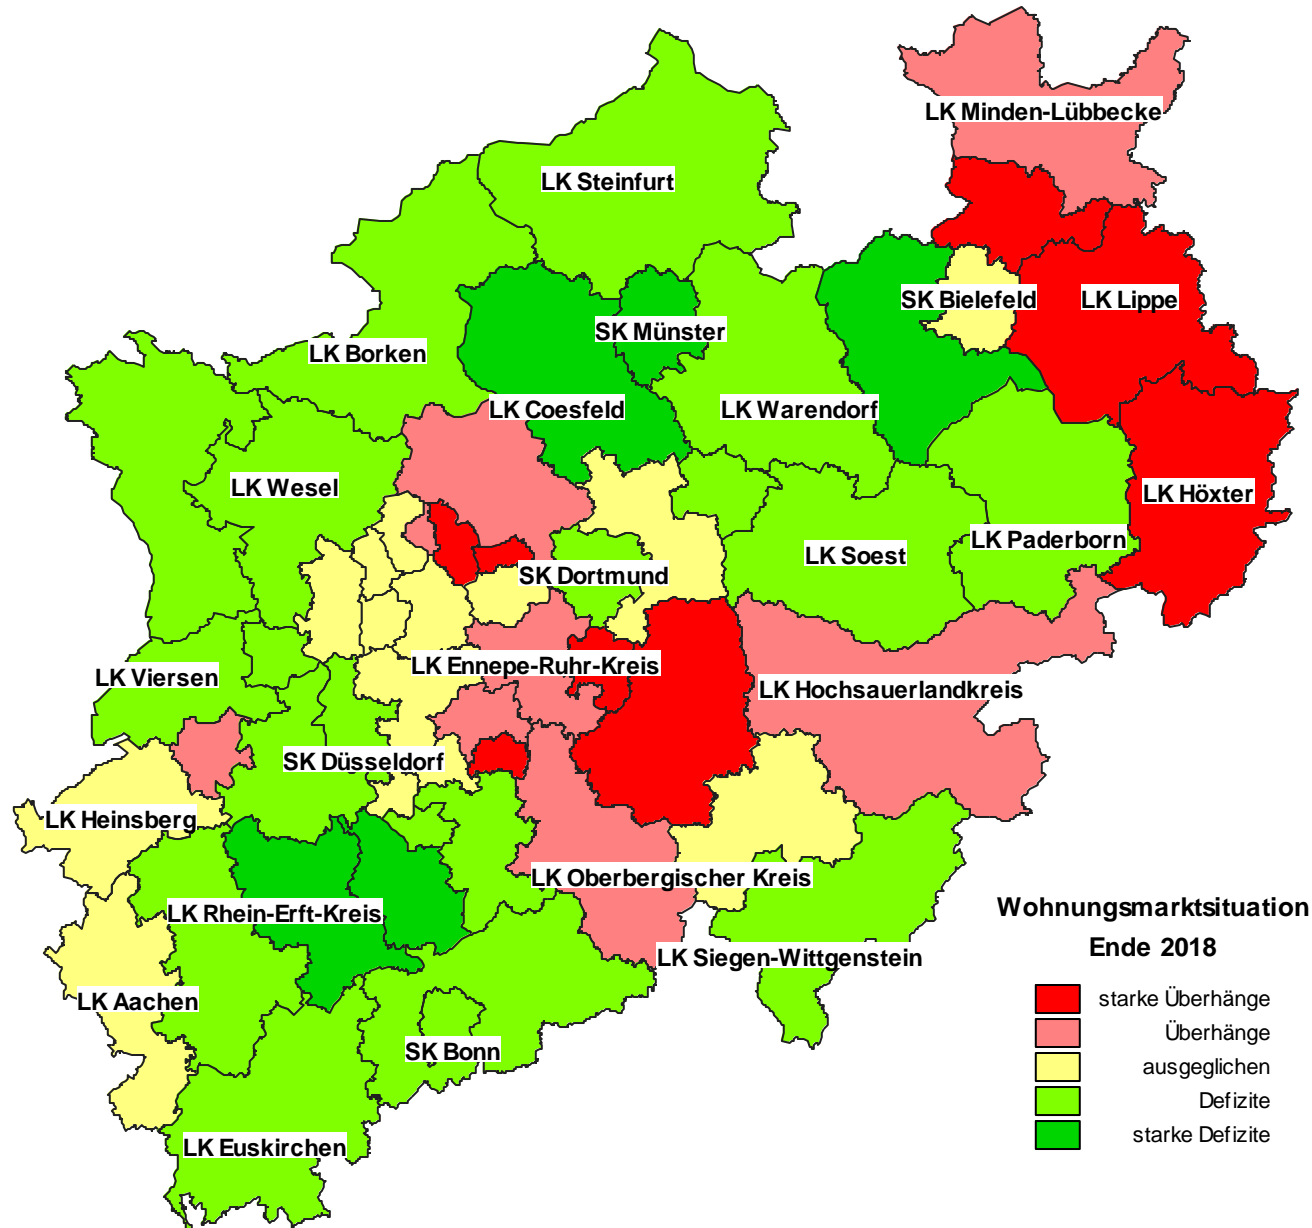 LK Minden-Lübbecke
LK Steinfurt
SK Bielefeld
LK Lippe
SK Münster
LK Borken
LK Coesfeld
LK Warendorf
LK Wesel
LK Höxter
LK Paderborn
LK Soest
SK Dortmund
LK Ennepe-Ruhr-Kreis
LK Viersen
LK Hochsauerlandkreis
SK Düsseldorf
LK Heinsberg
LK Oberbergischer Kreis
LK Rhein-Erft-Kreis
LK Siegen-Wittgenstein
LK Aachen
SK Bonn
LK Euskirchen
Wohnungsmarktsituation
Ende 2018
starke Überhänge
Überhänge
ausgeglichen
Defizite
starke Defizite